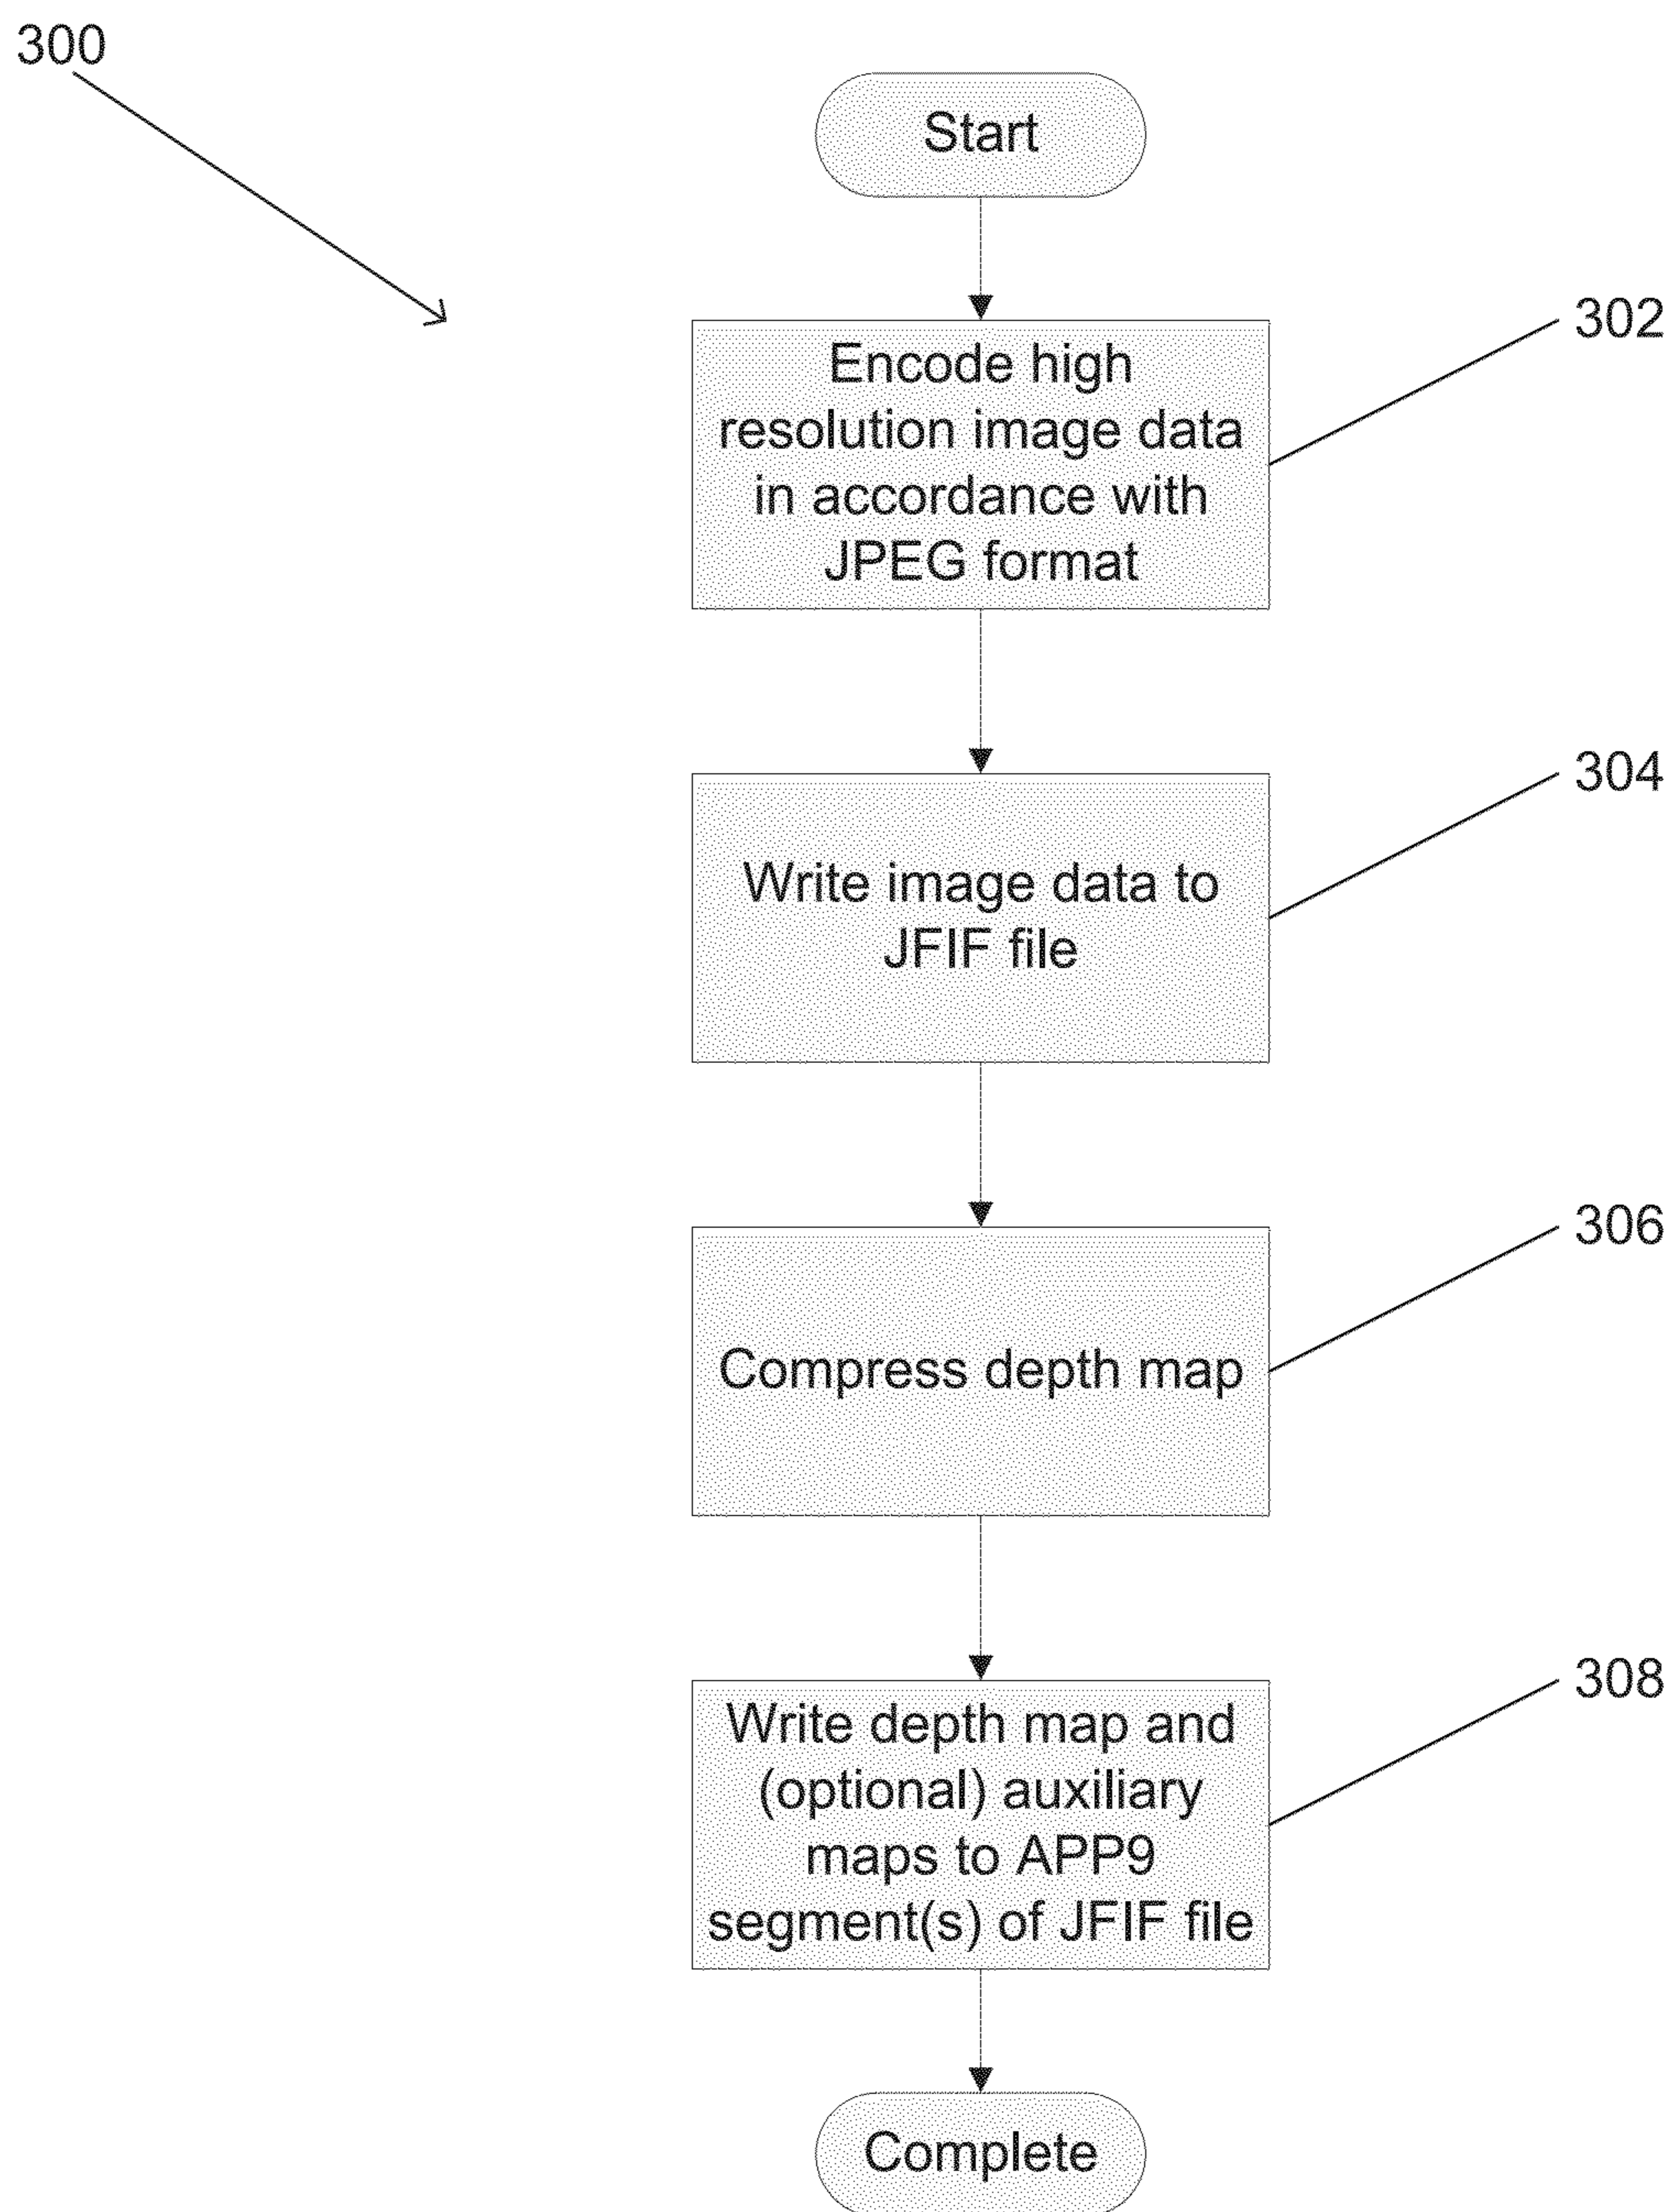 300
Start
Encode high
resolution image data
in accordance with
JPEG format
302
Write image data to
JFIF file
304
Compress depth map
306
Write depth map and
(optional) auxiliary
maps to APP9
segment(s) of JFIF file
308
Complete